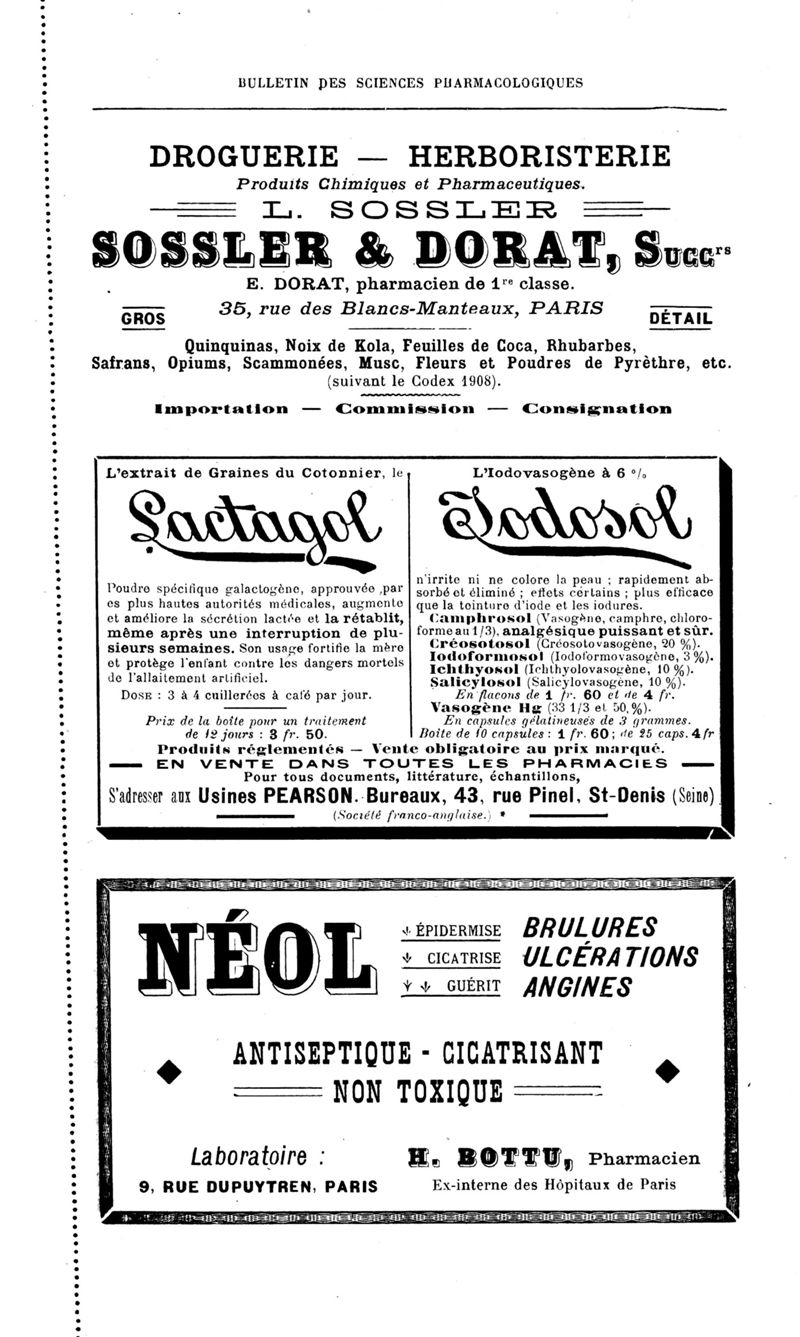 BULLETIN DES SCIENCES PHARMACOLOGIQUES
DROGUERIE — HERBORISTERIE
Produits Chimiques et Pharmaceutiques.
L. SOSSLER
SOSSLER & DORAT, Succrs
E. DORAT, pharmacien de 1re classe.
35, rue des Blancs-Manteaux, PARIS
GROS
DÉTAIL
Quinquinas, Noix de Kola, Feuilles de Coca, Rhubarbes,
Safrans, Opiums, Scammonées, Musc, Fleurs et Poudres de Pyrèthre, etc.
(suivant le Codex 1908).
Importation — Commission — Consignation
L'extrait de Graines du Cotonnier, le
Lactagol
Poudre spécifique galactogène, approuvée par
es plus hautes autorités médicales, augmente
et améliore la sécrétion lactée et la rétablit,
même après une interruption de plu-
sieurs semaines. Son usage fortifie la mère
et protège l'enfant contre les dangers mortels
de l'allaitement artificiel.
DOSE : 3 à 4 cuillerées à café par jour.
Prix de la boîte pour un traitement
de 12 jours : 3 fr. 50.
L'Iodovasogène à 6 %
Iodosol
n'irrite ni ne colore la peau ; rapidement ab-
sorbé et éliminé ; effets certains ; plus efficace
que la teinture d'iode et les iodures.
Camphrosol (Vasogène, camphre, chloro-
forme au 1/3), analgésique puissant et sûr.
Créosotosol (Créosotovasogène, 20 %).
Iodoformosol (Iodoformovasogène, 3 %).
Ichthyosol (Ichthyolovasogène, 10 %).
Salicylosol (Salicylovasogène, 10 %).
En flacons de 1 fr. 60 et de 4 fr.
Vasogène Hg (33 1/3 et 50 %).
En capsules gélatineuses de 3 grammes.
Boîte de 10 capsules : 1 fr. 60 ; de 25 caps. 4 fr
Produits réglementés — Vente obligatoire au prix marqué.
EN VENTE DANS TOUTES LES PHARMACIES
Pour tous documents, littérature, échantillons,
S'adresser aux Usines PEARSON. Bureaux, 43, rue Pinel, St-Denis (Seine)
(Société franco-anglaise.)
NÉOL
ÉPIDERMISE BRULURES
CICATRISE ULCÉRATIONS
GUÉRIT ANGINES
ANTISEPTIQUE - CICATRISANT
NON TOXIQUE
Laboratoire :
9, RUE DUPUYTREN, PARIS
H. BOTTU, Pharmacien
Ex-interne des Hôpitaux de Paris